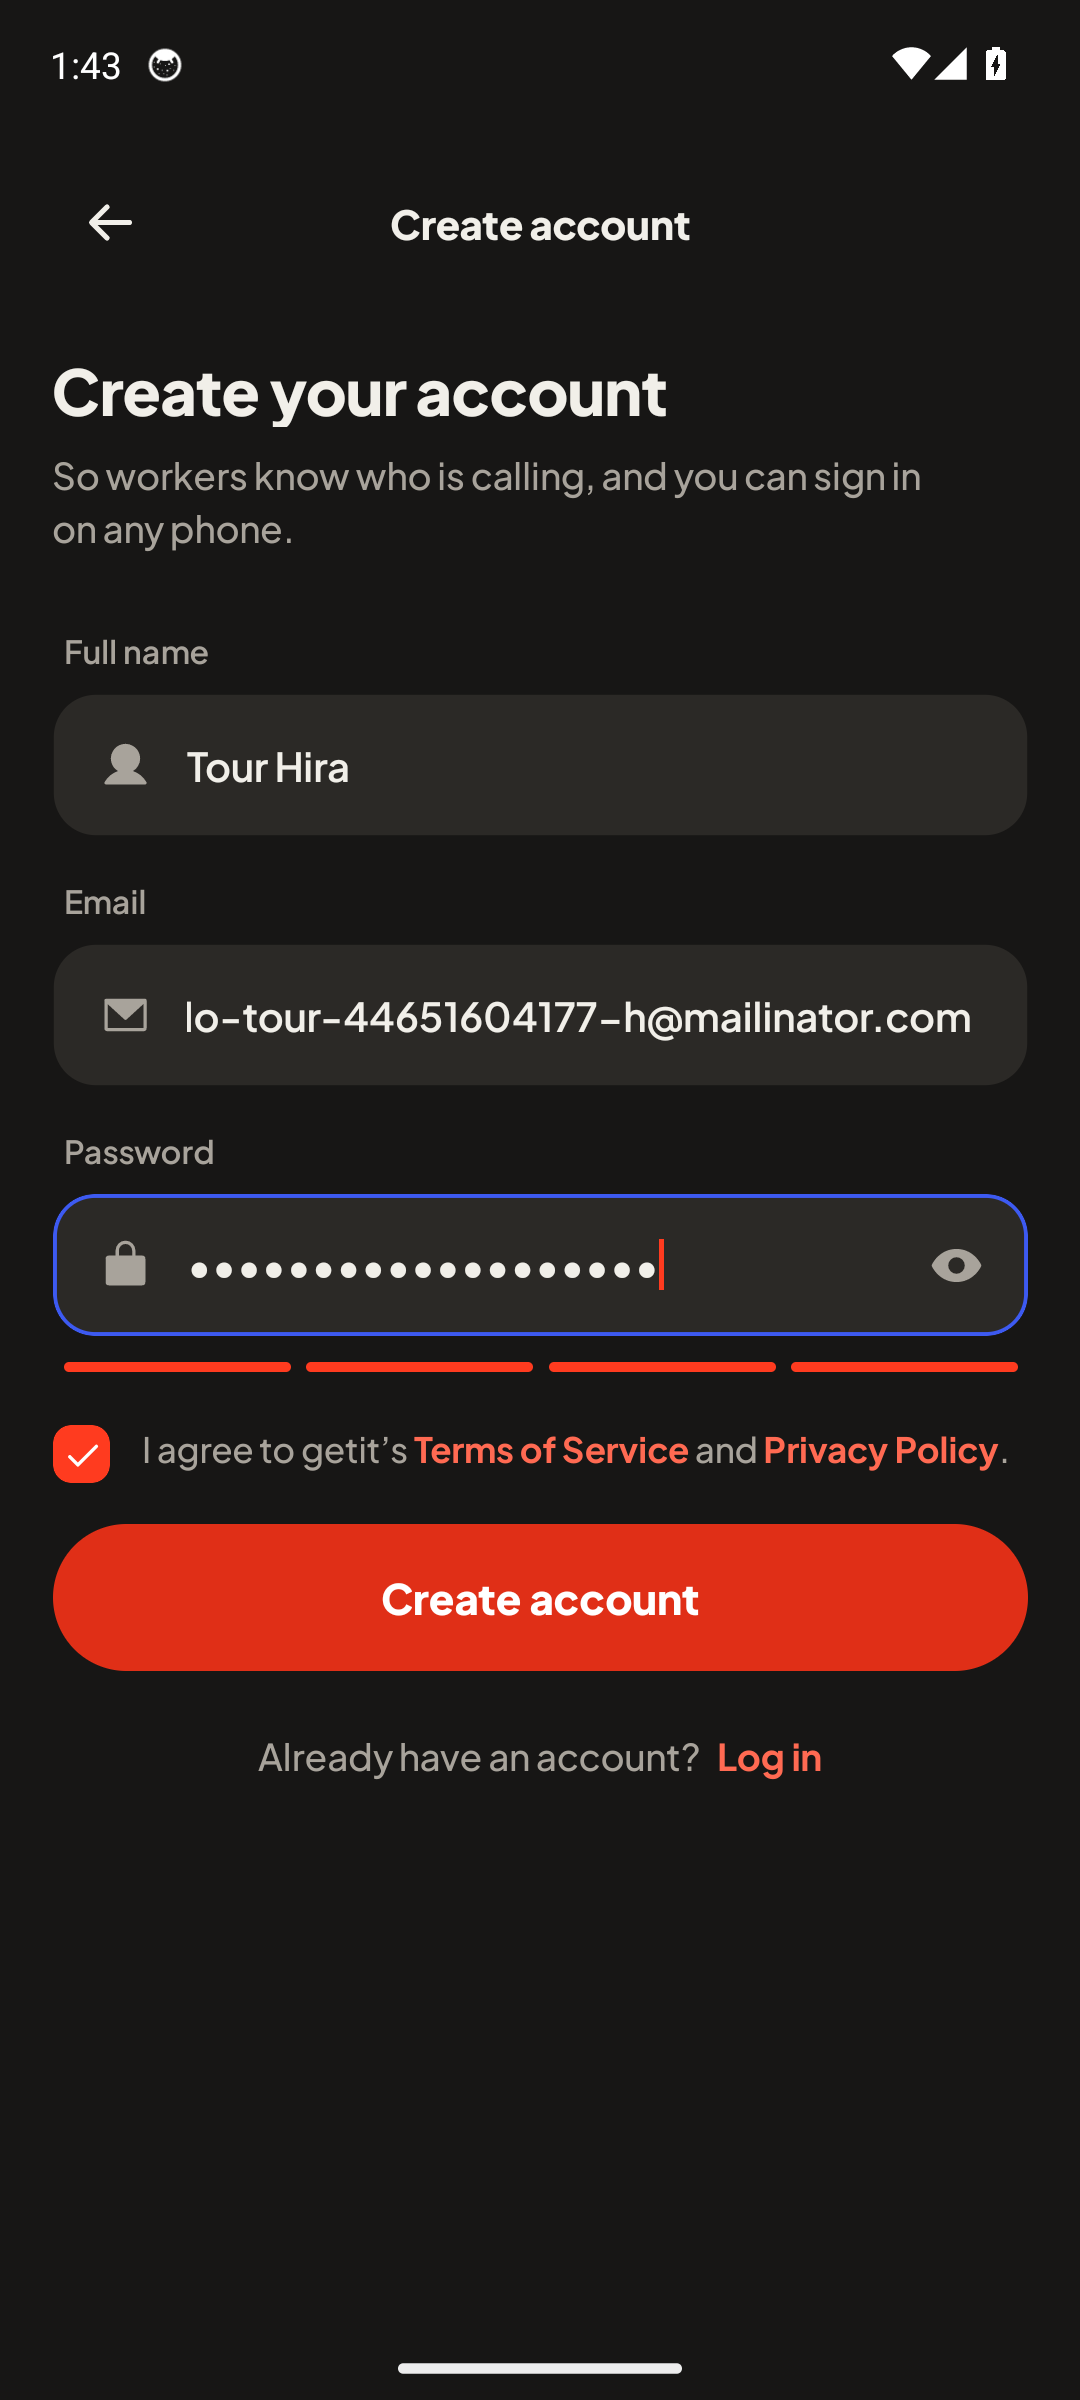 1:43
Create account
Create your account
So workers know who is calling, and you can sign in
on any phone.
Full name
Tour Hira
Email
lo-tour-44651604177-h@mailinator.com
Password
I agree to getit’s Terms of Service and Privacy Policy.
Create account
Already have an account? Log in